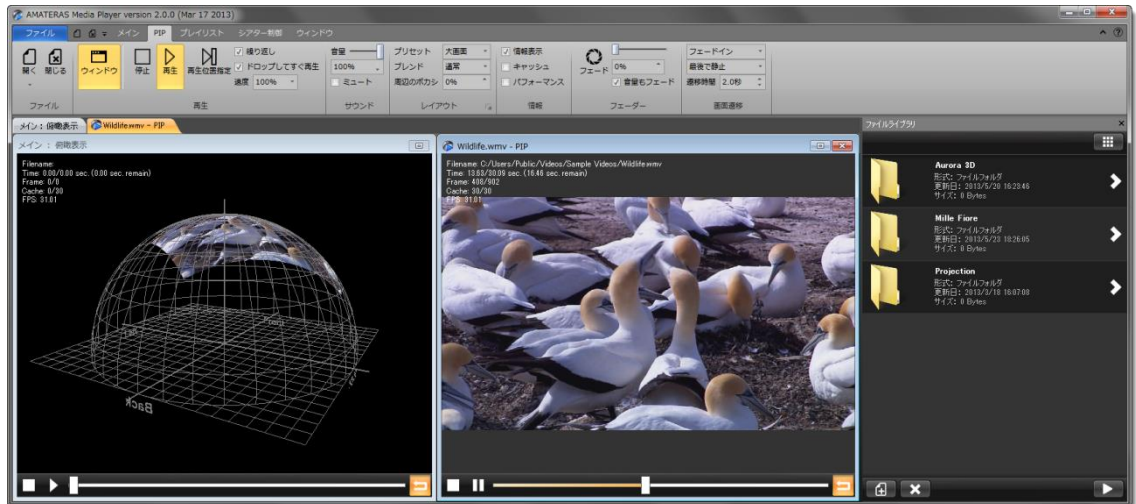 AMATERAS Media Player version 2.0.0 (Mar 17 2013)
ファイル メイン PIP プレイリスト シアター制御 ウィンドウ
開く 閉じる ウィンドウ 停止 再生 再生位置指定
繰り返し
ドロップしてすぐ再生
速度 100%
音量
100%
ミュート
プリセット 大画面
ブレンド 通常
周辺のボカシ 0%
情報表示
キャッシュ
パフォーマンス
フェード 0%
音量もフェード
フェードイン
最後で静止
遷移時間 2.0秒
ファイル 再生 サウンド レイアウト 情報 フェーダー 画面遷移
メイン : 俯瞰表示 Wildlife.wmv - PIP
メイン : 俯瞰表示
Filename:
Time: 0.00/0.00 sec. (0.00 sec. remain)
Frame: 0/0
Cache: 0/30
FPS: 31.01
Back
Wildlife.wmv - PIP
Filename: C:/Users/Public/Videos/Sample Videos/Wildlife.wmv
Time: 13.63/30.09 sec. (16.46 sec. remain)
Frame: 408/902
Cache: 30/30
FPS: 31.01
ファイルライブラリ
Aurora 3D
形式: ファイルフォルダ
更新日: 2013/5/20 16:23:46
サイズ: 0 Bytes
Mille Fiore
形式: ファイルフォルダ
更新日: 2013/5/23 18:26:05
サイズ: 0 Bytes
Projection
形式: ファイルフォルダ
更新日: 2013/3/18 16:07:00
サイズ: 0 Bytes